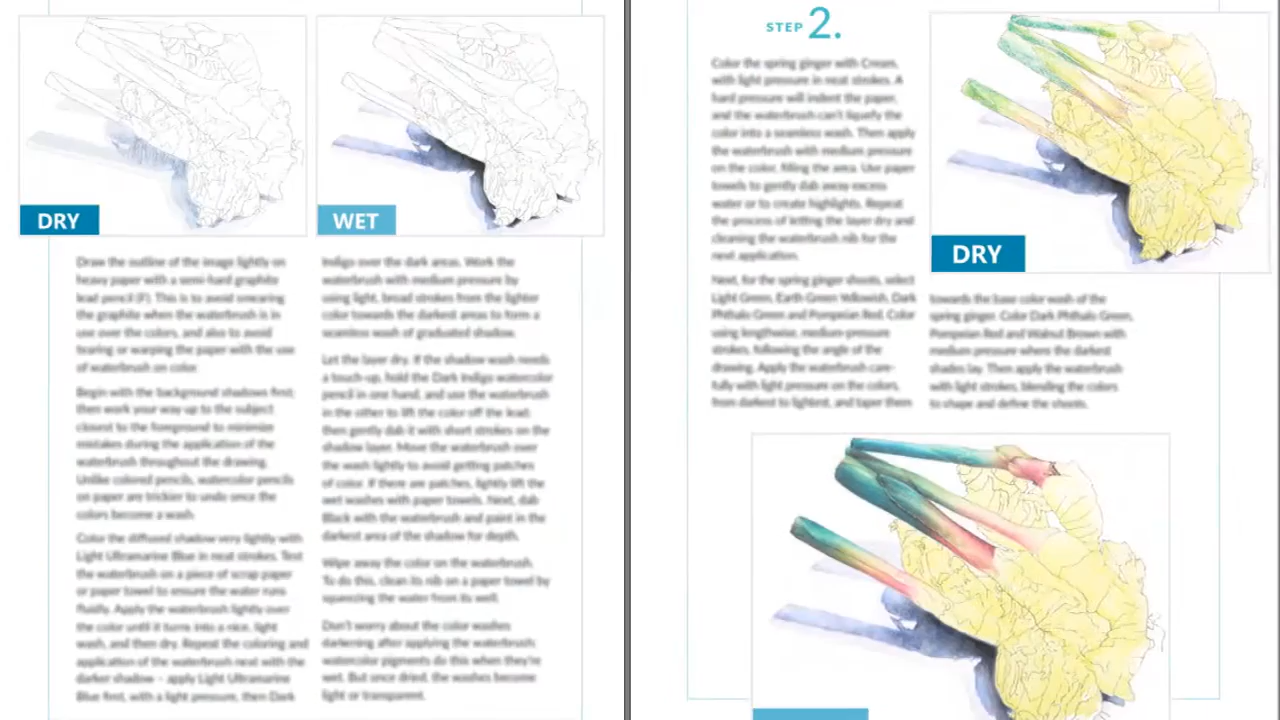 DRY
WET
Draw the outline of the image lightly on
heavy paper with a semi-hard graphite
lead pencil (F). This is to avoid smearing
the graphite when the waterbrush is in
use over the colors, and also to avoid
tearing or warping the paper with the use
of waterbrush on color.
Begin with the background shadows first;
then work your way up to the subject
closest to the foreground to minimize
mistakes during the application of the
waterbrush throughout the drawing.
Unlike colored pencils, watercolor pencils
on paper are trickier to undo once the
colors become a wash.
Color the diffused shadow very lightly with
Light Ultramarine Blue in neat strokes. Test
the waterbrush on a piece of scrap paper
or paper towel to ensure the water runs
fluidly. Apply the waterbrush lightly over
the color until it turns into a nice, light
wash, and then dry. Repeat the coloring and
application of the waterbrush next with the
darker shadow – apply Light Ultramarine
Blue first, with a light pressure, then Dark
Indigo over the dark areas. Work the
waterbrush with medium pressure by
using light, broad strokes from the lighter
color towards the darkest areas to form a
seamless wash of graduated shadow.
Let the layer dry. If the shadow wash needs
a touch-up, hold the Dark Indigo watercolor
pencil in one hand, and use the waterbrush
in the other to lift the color off the lead;
then gently dab it with short strokes on the
shadow layer. Move the waterbrush over
the wash lightly to avoid getting patches
of color. If there are patches, lightly lift the
wet washes with paper towels. Next, dab
Black with the waterbrush and paint in the
darkest area of the shadow for depth.
Wipe away the color on the waterbrush.
To do this, clean its nib on a paper towel by
squeezing the water from its well.
Don't worry about the color washes
darkening after applying the waterbrush;
watercolor pigments do this when they're
wet. But once dried, the washes become
light or transparent.
STEP 2.
Color the spring ginger with Cream,
with light pressure in neat strokes. A
hard pressure will indent the paper,
and the waterbrush can't liquefy the
color into a seamless wash. Then apply
the waterbrush with medium pressure
on the color, filling the area. Use paper
towels to gently dab away excess
water or to create highlights. Repeat
the process of letting the layer dry and
cleaning the waterbrush nib for the
next application.
Next, for the spring ginger shoots, select
Light Green, Earth Green Yellowish, Dark
Phthalo Green and Pompeian Red. Color
using lengthwise, medium-pressure
strokes, following the angle of the
drawing. Apply the waterbrush care-
fully with light pressure on the colors,
from darkest to lightest, and taper them
DRY
towards the base color wash of the
spring ginger. Color Dark Phthalo Green,
Pompeian Red and Walnut Brown with
medium pressure where the darkest
shades lay. Then apply the waterbrush
with light strokes, blending the colors
to shape and define the shoots.